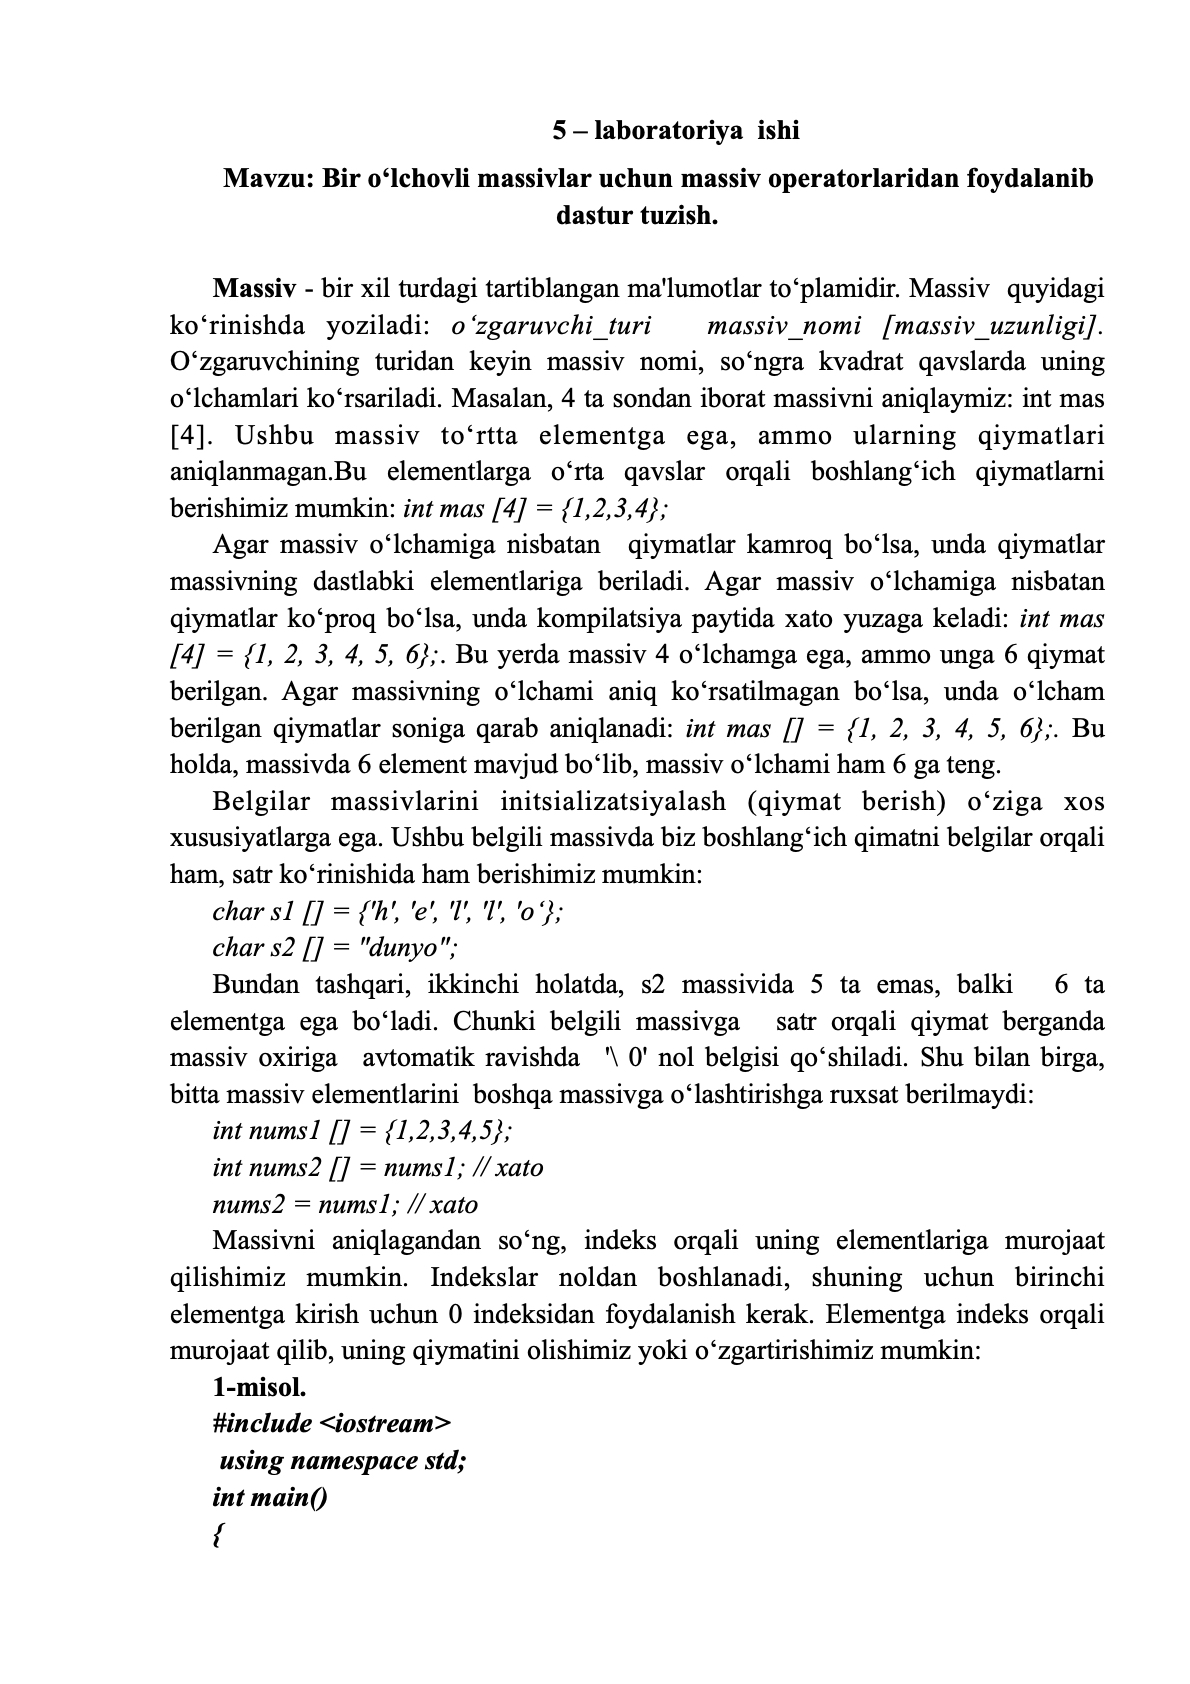 5 – laboratoriya ishi
Mavzu: Bir o‘lchovli massivlar uchun massiv operatorlaridan foydalanib
dastur tuzish.
Massiv - bir xil turdagi tartiblangan ma'lumotlar to‘plamidir. Massiv quyidagi
ko‘rinishda yoziladi: o‘zgaruvchi_turi massiv_nomi [massiv_uzunligi].
O‘zgaruvchining turidan keyin massiv nomi, so‘ngra kvadrat qavslarda uning
o‘lchamlari ko‘rsariladi. Masalan, 4 ta sondan iborat massivni aniqlaymiz: int mas
[4]. Ushbu massiv to‘rtta elementga ega, ammo ularning qiymatlari
aniqlanmagan.Bu elementlarga o‘rta qavslar orqali boshlang‘ich qiymatlarni
berishimiz mumkin: int mas [4] = {1,2,3,4};
Agar massiv o‘lchamiga nisbatan qiymatlar kamroq bo‘lsa, unda qiymatlar
massivning dastlabki elementlariga beriladi. Agar massiv o‘lchamiga nisbatan
qiymatlar ko‘proq bo‘lsa, unda kompilatsiya paytida xato yuzaga keladi: int mas
[4] = {1, 2, 3, 4, 5, 6};. Bu yerda massiv 4 o‘lchamga ega, ammo unga 6 qiymat
berilgan. Agar massivning o‘lchami aniq ko‘rsatilmagan bo‘lsa, unda o‘lcham
berilgan qiymatlar soniga qarab aniqlanadi: int mas [] = {1, 2, 3, 4, 5, 6};. Bu
holda, massivda 6 element mavjud bo‘lib, massiv o‘lchami ham 6 ga teng.
Belgilar massivlarini initsializatsiyalash (qiymat berish) o‘ziga xos
xususiyatlarga ega. Ushbu belgili massivda biz boshlang‘ich qimatni belgilar orqali
ham, satr ko‘rinishida ham berishimiz mumkin:
char s1 [] = {'h', 'e', 'l', 'l', 'o‘};
char s2 [] = "dunyo";
Bundan tashqari, ikkinchi holatda, s2 massivida 5 ta emas, balki 6 ta
elementga ega bo‘ladi. Chunki belgili massivga satr orqali qiymat berganda
massiv oxiriga avtomatik ravishda '\ 0' nol belgisi qo‘shiladi. Shu bilan birga,
bitta massiv elementlarini boshqa massivga o‘lashtirishga ruxsat berilmaydi:
int nums1 [] = {1,2,3,4,5};
int nums2 [] = nums1; // xato
nums2 = nums1; // xato
Massivni aniqlagandan so‘ng, indeks orqali uning elementlariga murojaat
qilishimiz mumkin. Indekslar noldan boshlanadi, shuning uchun birinchi
elementga kirish uchun 0 indeksidan foydalanish kerak. Elementga indeks orqali
murojaat qilib, uning qiymatini olishimiz yoki o‘zgartirishimiz mumkin:
1-misol.
#include <iostream>
using namespace std;
int main()
{